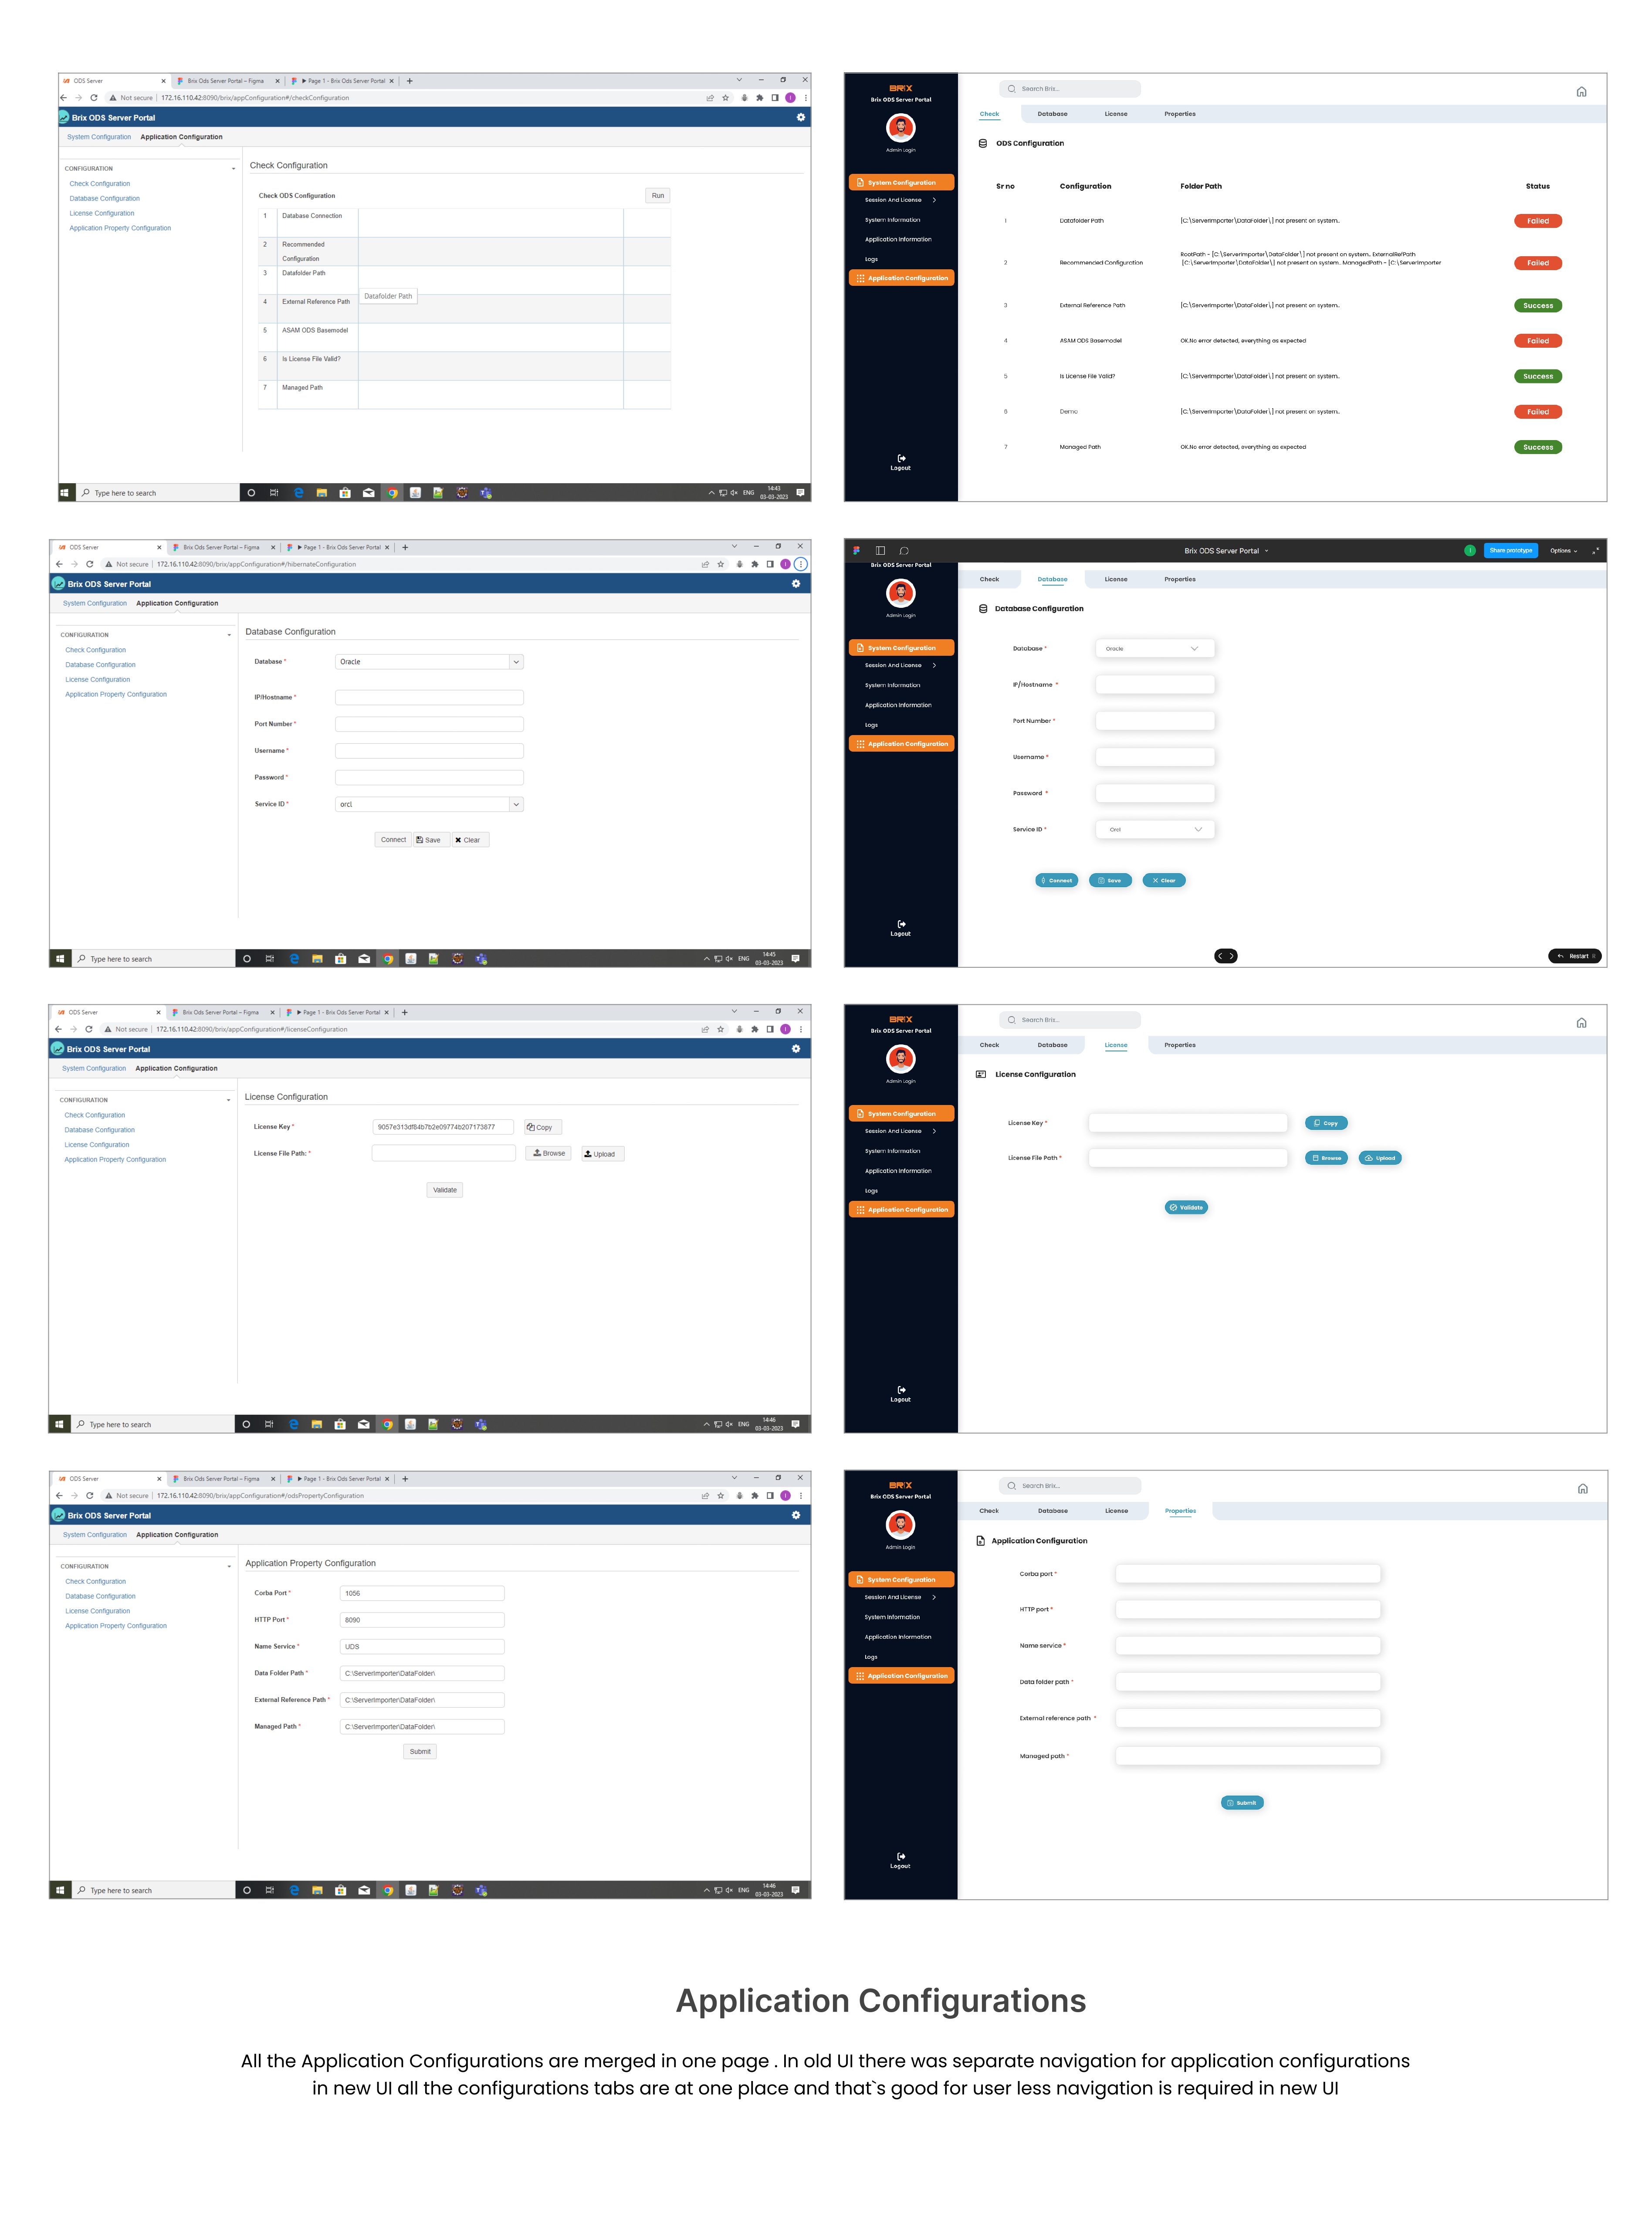 ODS Server
Brix Ods Server Portal – Figma
Page 1 - Brix Ods Server Portal
Not secure | 172.16.110.42:8090/brix/appConfiguration#/checkConfiguration
Brix ODS Server Portal
System Configuration Application Configuration
CONFIGURATION
Check Configuration
Database Configuration
License Configuration
Application Property Configuration
Check Configuration
Check ODS Configuration Run
1 Database Connection
2 Recommended
Configuration
3 Datafolder Path
Datafolder Path
4 External Reference Path
5 ASAM ODS Basemodel
6 Is License File Valid?
7 Managed Path
Type here to search
ENG
14:43
03-03-2023
BRIX
Brix ODS Server Portal
Admin Login
System Configuration
Session And License
System Information
Application Information
Logs
Application Configuration
Logout
Search Brix...
Check Database License Properties
ODS Configuration
Sr no Configuration Folder Path Status
1 Datafolder Path [C:\ServerImporter\DataFolder\] not present on system.. Failed
RootPath - [C:\ServerImporter\DataFolder\] not present on system.. ExternalRefPath
2 Recommended Configuration [C:\ServerImporter\DataFolder\] not present on system.. ManagedPath - [C:\ServerImporter Failed
3 External Reference Path [C:\ServerImporter\DataFolder\] not present on system.. Success
4 ASAM ODS Basemodel OK.No error detected, everything as expected Failed
5 Is License File Valid? [C:\ServerImporter\DataFolder\] not present on system.. Success
6 Demo [C:\ServerImporter\DataFolder\] not present on system.. Failed
7 Managed Path OK.No error detected, everything as expected Success
ODS Server
Brix Ods Server Portal – Figma
Page 1 - Brix Ods Server Portal
Not secure | 172.16.110.42:8090/brix/appConfiguration#/hibernateConfiguration
Brix ODS Server Portal
System Configuration Application Configuration
CONFIGURATION
Check Configuration
Database Configuration
License Configuration
Application Property Configuration
Database Configuration
Database * Oracle
IP/Hostname *
Port Number *
Username *
Password *
Service ID * orcl
Connect Save Clear
Type here to search
ENG
14:45
03-03-2023
Brix ODS Server Portal
Share prototype
Options
Brix ODS Server Portal
Admin Login
System Configuration
Session And License
System Information
Application Information
Logs
Application Configuration
Logout
Check Database License Properties
Database Configuration
Database * Oracle
IP/Hostname *
Port Number *
Username *
Password *
Service ID * Orcl
Connect Save Clear
Restart R
ODS Server
Brix Ods Server Portal – Figma
Page 1 - Brix Ods Server Portal
Not secure | 172.16.110.42:8090/brix/appConfiguration#/licenseConfiguration
Brix ODS Server Portal
System Configuration Application Configuration
CONFIGURATION
Check Configuration
Database Configuration
License Configuration
Application Property Configuration
License Configuration
License Key * 9057e313df84b7b2e09774b207173877 Copy
License File Path: * Browse Upload
Validate
Type here to search
ENG
14:46
03-03-2023
BRIX
Brix ODS Server Portal
Admin Login
System Configuration
Session And License
System Information
Application Information
Logs
Application Configuration
Logout
Search Brix...
Check Database License Properties
License Configuration
License Key * Copy
License File Path * Browse Upload
Validate
ODS Server
Brix Ods Server Portal – Figma
Page 1 - Brix Ods Server Portal
Not secure | 172.16.110.42:8090/brix/appConfiguration#/odsPropertyConfiguration
Brix ODS Server Portal
System Configuration Application Configuration
CONFIGURATION
Check Configuration
Database Configuration
License Configuration
Application Property Configuration
Application Property Configuration
Corba Port * 1056
HTTP Port * 8090
Name Service * UDS
Data Folder Path * C:\ServerImporter\DataFolder\
External Reference Path * C:\ServerImporter\DataFolder\
Managed Path * C:\ServerImporter\DataFolder\
Submit
Type here to search
ENG
14:46
03-03-2023
BRIX
Brix ODS Server Portal
Admin Login
System Configuration
Session And License
System Information
Application Information
Logs
Application Configuration
Logout
Search Brix...
Check Database License Properties
Application Configuration
Corba port *
HTTP port *
Name service *
Data folder path *
External reference path *
Managed path *
Submit
Application Configurations
All the Application Configurations are merged in one page . In old UI there was separate navigation for application configurations
in new UI all the configurations tabs are at one place and that`s good for user less navigation is required in new UI